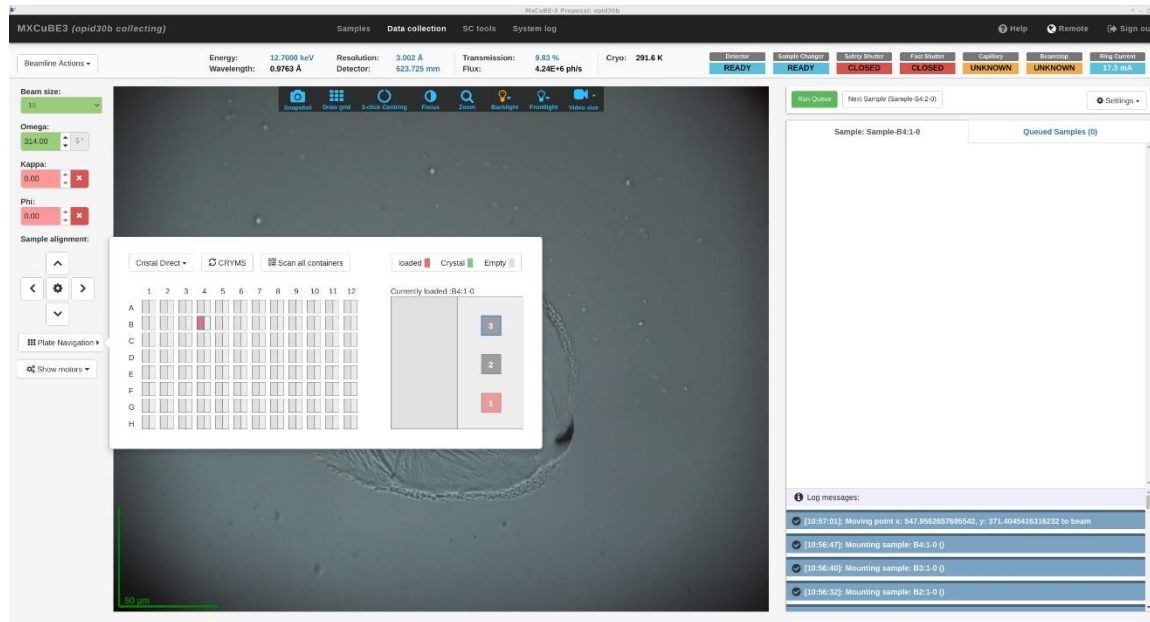 MXCuBE-3 Proposal: opid30b
MXCuBE3 (opid30b collecting)
Samples Data collection SC tools System log
Help Remote Sign ou
Beamline Actions
Energy: 12.7000 keV Resolution: 3.002 Å Transmission: 9.83 % Cryo: 291.6 K
Wavelength: 0.9763 Å Detector: 623.725 mm Flux: 4.24E+6 ph/s
Detector Sample Changer Safety Shutter Fast Shutter Capillary Beamstop Ring Current
READY READY CLOSED CLOSED UNKNOWN UNKNOWN 17.3 mA
Beam size:
10
Omega:
314.00 5 °
Kappa:
0.00
Phi:
0.00
Sample alignment:
Plate Navigation
Show motors
Snapshot Draw grid 3-click Centring Focus Zoom Backlight Frontlight Video size
Cristal Direct CRYMS Scan all containers
loaded Crystal Empty
1 2 3 4 5 6 7 8 9 10 11 12
A
B
C
D
E
F
G
H
Currently loaded :B4:1-0
3
2
1
50 µm
Run Queue Next Sample (Sample-B4:2-0) Settings
Sample: Sample-B4:1-0 Queued Samples (0)
Log messages:
[10:57:01]: Moving point x: 547.9562657695542, y: 371.4045416316232 to beam
[10:56:47]: Mounting sample: B4:1-0 ()
[10:56:40]: Mounting sample: B3:1-0 ()
[10:56:32]: Mounting sample: B2:1-0 ()